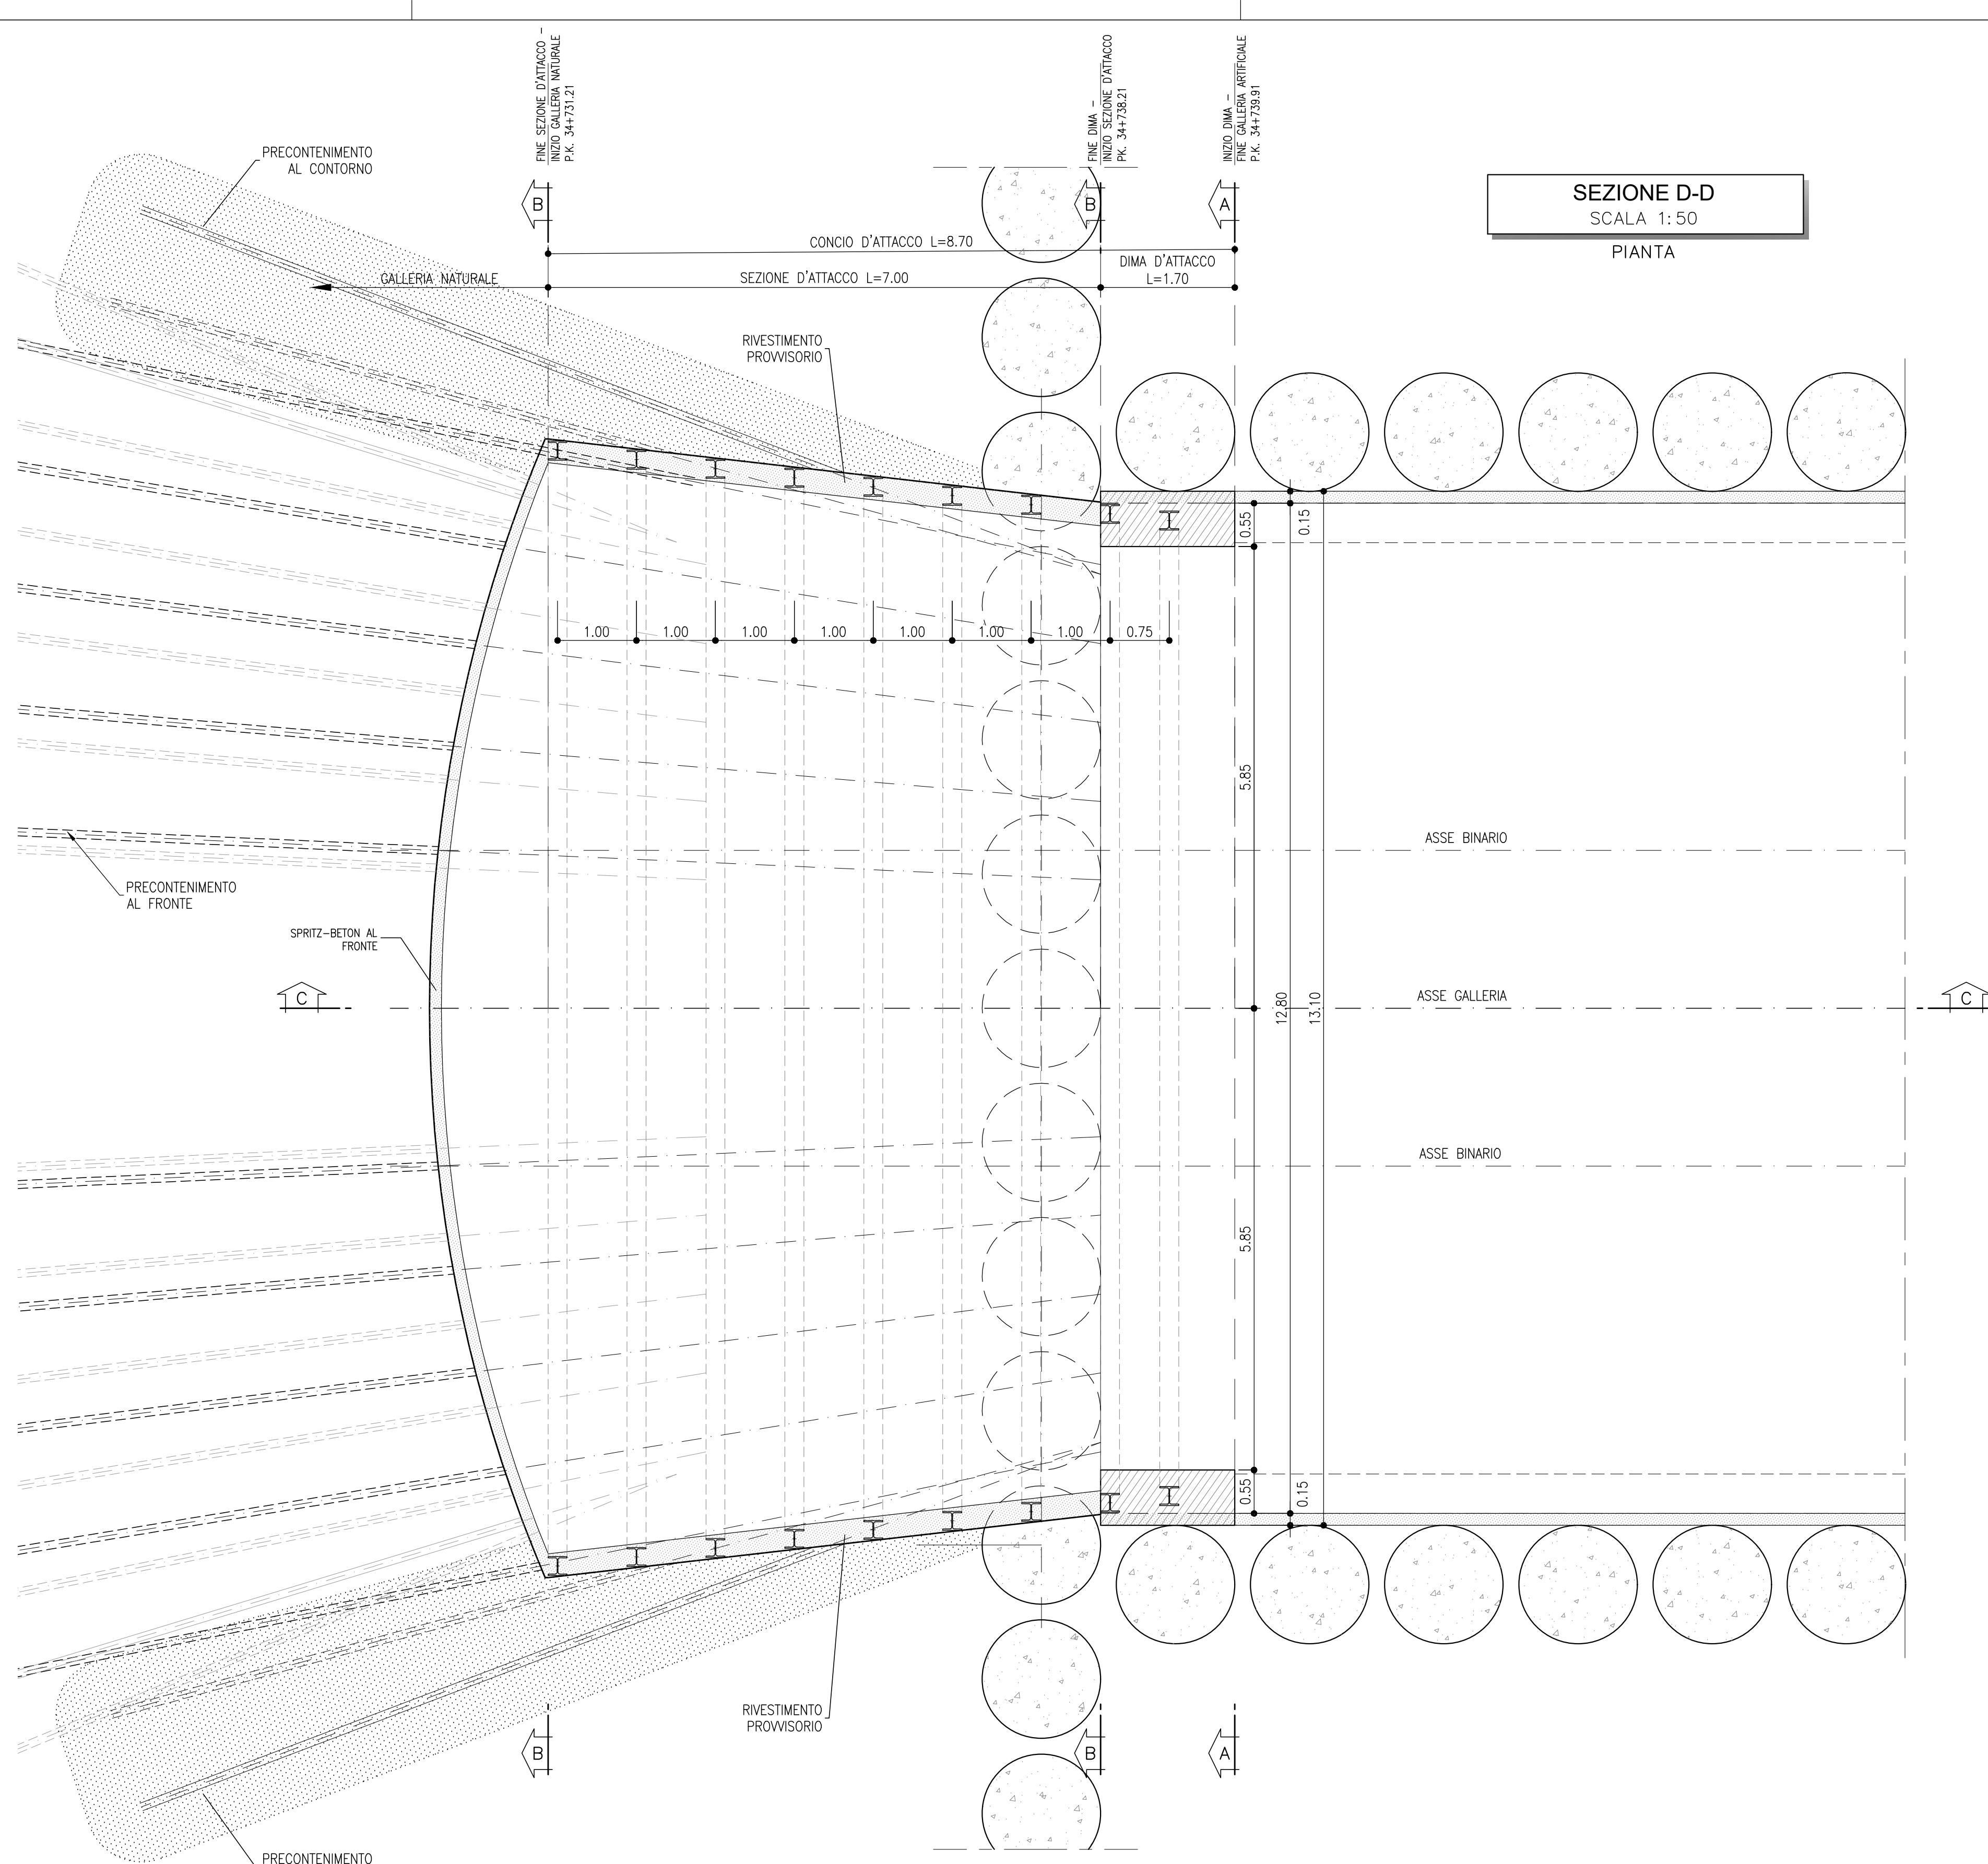 FINE SEZIONE D'ATTACCO -
INIZIO GALLERIA NATURALE
P.K. 34+731.21
FINE DIMA -
INIZIO SEZIONE D'ATTACCO
PK. 34+738.21
INIZIO DIMA -
FINE GALLERIA ARTIFICIALE
P.K. 34+739.91
PRECONTENIMENTO
AL CONTORNO
B
B
A
SEZIONE D-D
SCALA 1:50
PIANTA
CONCIO D'ATTACCO L=8.70
DIMA D'ATTACCO
L=1.70
GALLERIA NATURALE
SEZIONE D'ATTACCO L=7.00
RIVESTIMENTO
PROVVISORIO
0.55
0.15
1.00
1.00
1.00
1.00
1.00
1.00
1.00
0.75
5.85
ASSE BINARIO
PRECONTENIMENTO
AL FRONTE
SPRITZ-BETON AL
FRONTE
C
12.80
13.10
ASSE GALLERIA
C
ASSE BINARIO
5.85
0.55
0.15
RIVESTIMENTO
PROVVISORIO
B
B
A
PRECONTENIMENTO